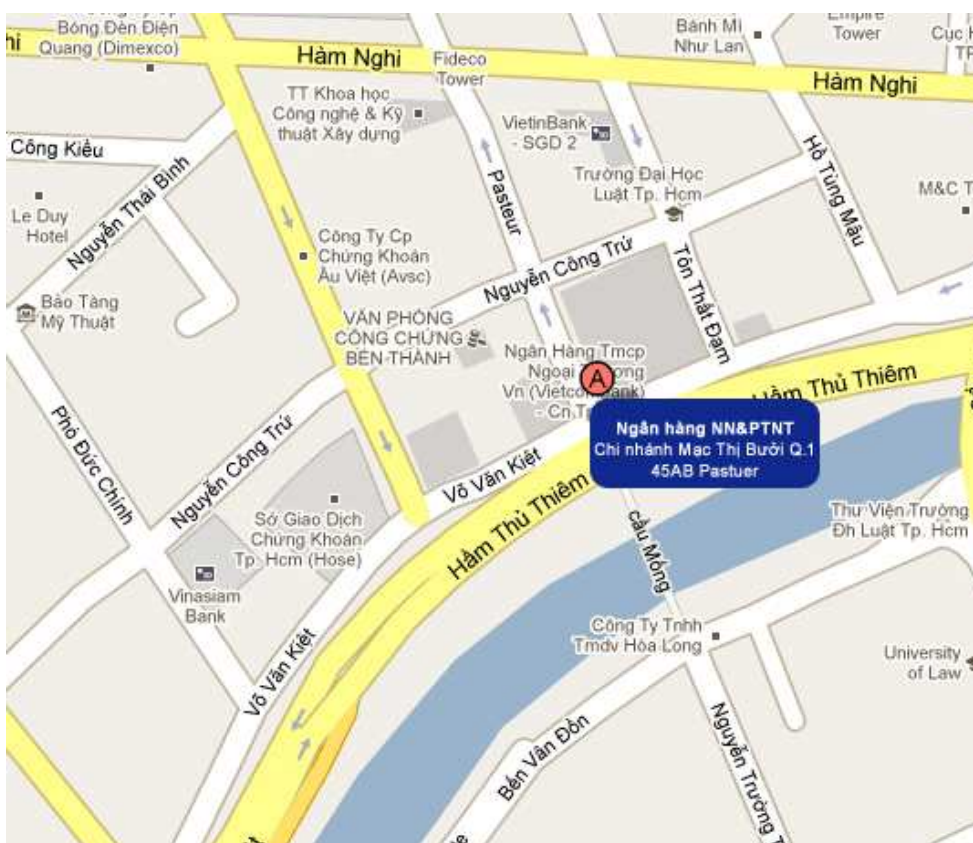 Bóng Đèn Điện
Quang (Dimexco)
Hàm Nghi
Fideco
Tower
Bánh Mì
Như Lan
Empire
Tower
Cục
Hàm Nghi
TT Khoa học
Công nghệ & Kỹ
thuật Xây dựng
VietinBank
- SGD 2
Công Kiều
Nguyễn Thái Bình
Pasteur
Trường Đại Học
Luật Tp. Hcm
Hồ Tùng Mậu
M&C T
Le Duy
Hotel
Công Ty Cp
Chứng Khoán
Âu Việt (Avsc)
Nguyễn Công Trứ
Tôn Thất Đạm
Bảo Tàng
Mỹ Thuật
VĂN PHÒNG
CÔNG CHỨNG
BẾN THÀNH
Ngân Hàng Tmcp
Ngoại
Vn
- Cn
A
Hầm Thủ Thiêm
Ngân hàng NN&PTNT
Chi nhánh Mạc Thị Bưởi Q.1
45AB Pastuer
Phó Đức Chính
Nguyễn Công Trứ
Võ Văn Kiệt
Hầm Thủ Thiêm
Sở Giao Dịch
Chứng Khoán
Tp. Hcm (Hose)
cầu Mống
Thư Viện Trường
Đh Luật Tp. Hcm
Vinasiam
Bank
Công Ty Tnhh
Tmdv Hòa Long
University
of Law
Võ Văn Kiệt
Bến Vân Đồn
Nguyễn Trường T